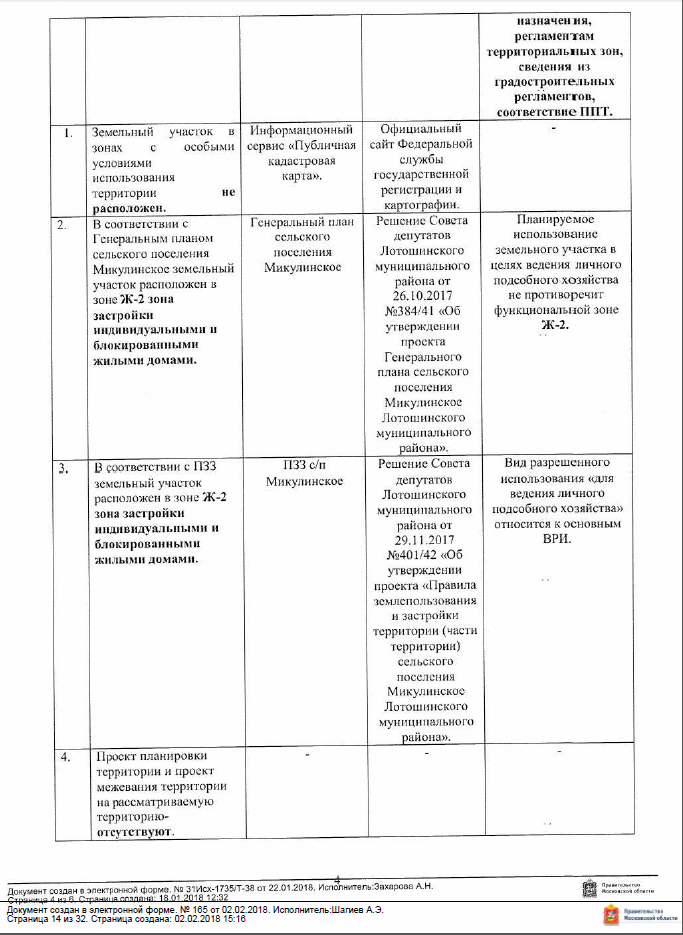 назначения,
регламентам
территориальных зон,
сведения из
градостроительных
регламентов,
соответствие ППТ.
1.
Земельный участок в
зонах с особыми
условиями
использования
территории не
расположен.
Информационный
сервис «Публичная
кадастровая
карта».
Официальный
сайт Федеральной
службы
государственной
регистрации и
картографии.
-
2.
В соответствии с
Генеральным планом
сельского поселения
Микулинское земельный
участок расположен в
зоне Ж-2 зона
застройки
индивидуальными и
блокированными
жилыми домами.
Генеральный план
сельского
поселения
Микулинское
Решение Совета
депутатов
Лотошинского
муниципального
района от
26.10.2017
№384/41 «Об
утверждении
проекта
Генерального
плана сельского
поселения
Микулинское
Лотошинского
муниципального
района».
Планируемое
использование
земельного участка в
целях ведения личного
подсобного хозяйства
не противоречит
функциональной зоне
Ж-2.
3.
В соответствии с ПЗЗ
земельный участок
расположен в зоне Ж-2
зона застройки
индивидуальными и
блокированными
жилыми домами.
ПЗЗ с/п
Микулинское
Решение Совета
депутатов
Лотошинского
муниципального
района от
29.11.2017
№401/42 «Об
утверждении
проекта «Правила
землепользования
и застройки
территории (части
территории)
сельского
поселения
Микулинское
Лотошинского
муниципального
района».
Вид разрешенного
использования «для
ведения личного
подсобного хозяйства»
относится к основным
ВРИ.
4.
Проект планировки
территории и проект
межевания территории
на рассматриваемую
территорию-
отсутствуют.
-
-
-
4
Документ создан в электронной форме. № 31Исх-1735/Т-38 от 22.01.2018. Исполнитель:Захарова А.Н.
Страница 4 из 6. Страница создана: 18.01.2018 12:32
Правительство
Московской области
Документ создан в электронной форме. № 165 от 02.02.2018. Исполнитель:Шагиев А.Э.
Страница 14 из 32. Страница создана: 02.02.2018 15:16
Правительство
Московской области